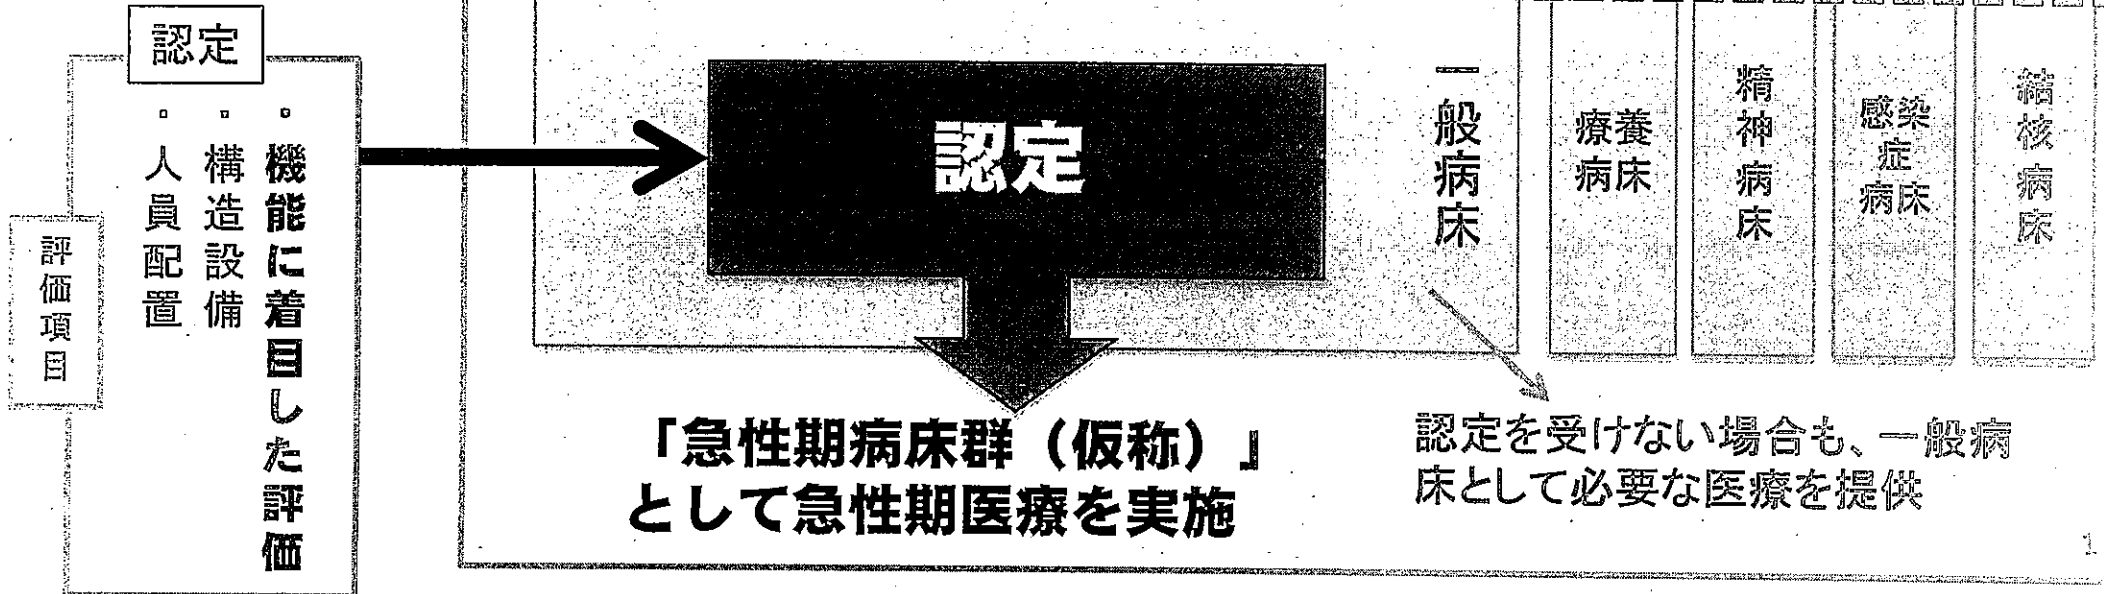 認定
・機能に着目した評価
・構造設備
・人員配置
評価項目
認定
一般病床
療養
病床
精神病床
感染
症
病床
結核病床
「急性期病床群（仮称）」
として急性期医療を実施
認定を受けない場合も、一般病
床として必要な医療を提供
1